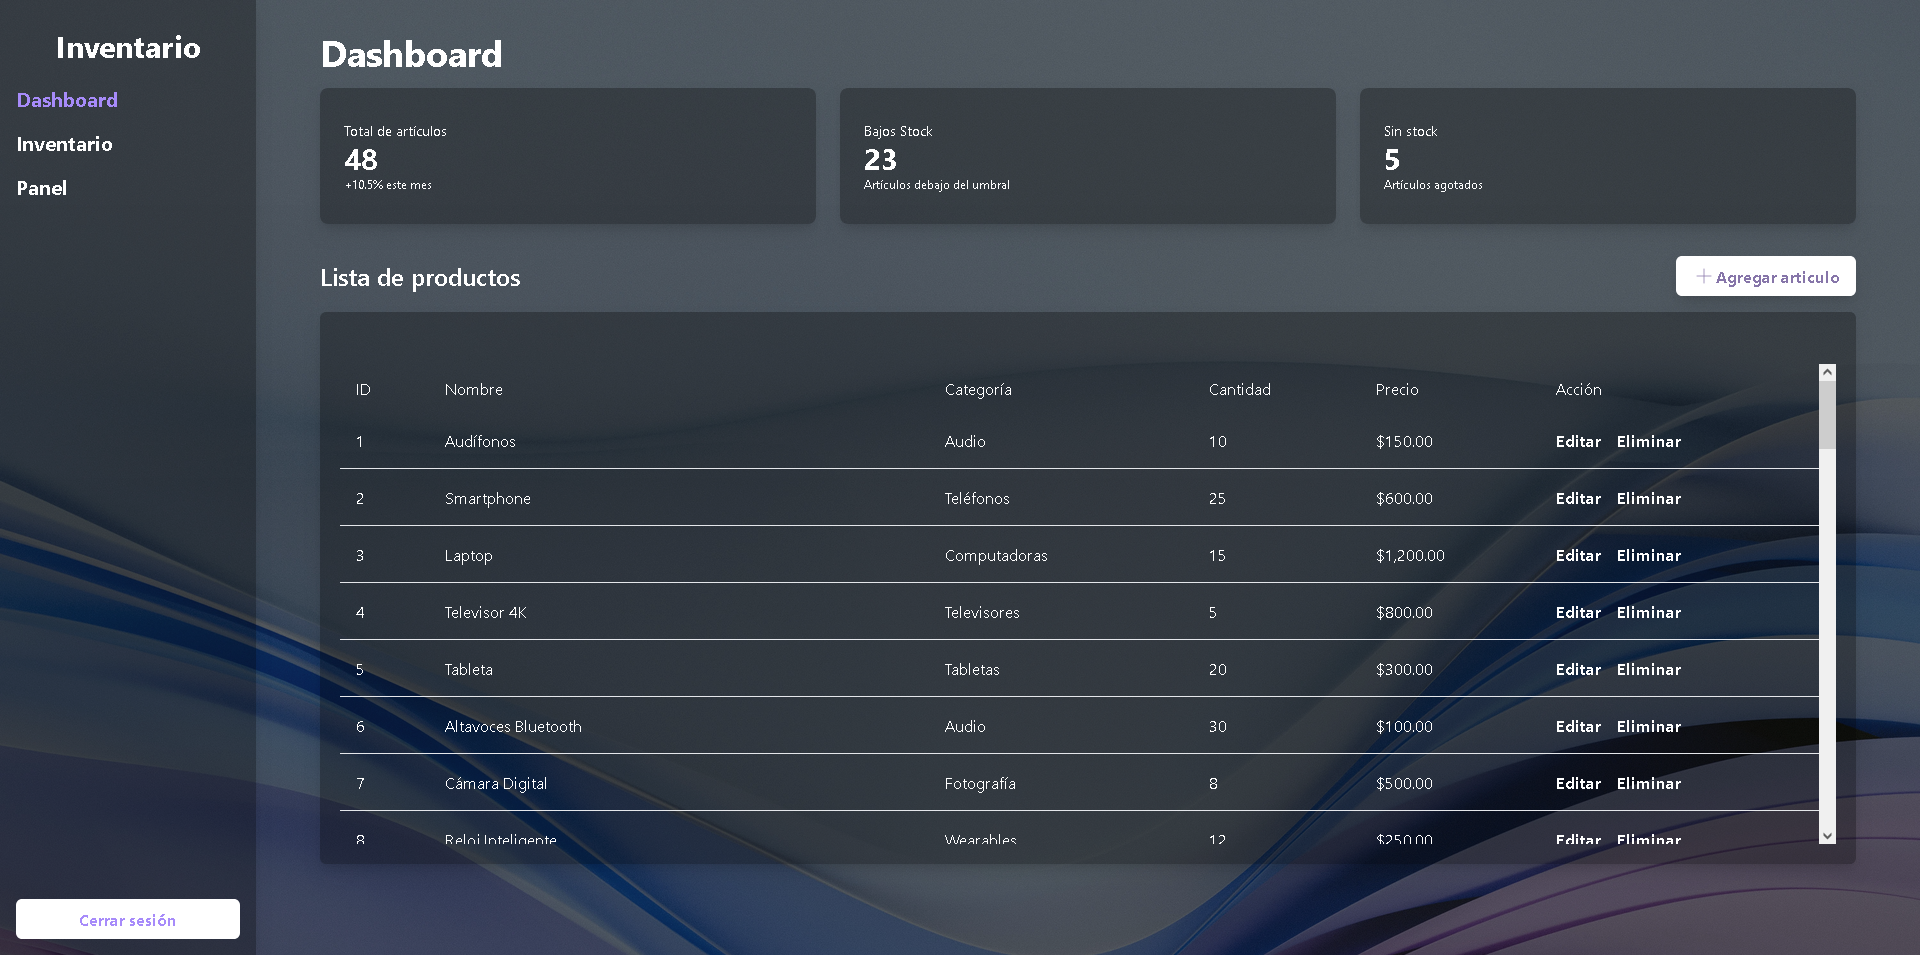 Inventario
Dashboard
Inventario
Panel
Cerrar sesión
Dashboard
Total de artículos
48
+10.5% este mes
Bajos Stock
23
Artículos debajo del umbral
Sin stock
5
Artículos agotados
Lista de productos
Agregar articulo
ID Nombre Categoría Cantidad Precio Acción
1 Audífonos Audio 10 $150.00 Editar Eliminar
2 Smartphone Teléfonos 25 $600.00 Editar Eliminar
3 Laptop Computadoras 15 $1,200.00 Editar Eliminar
4 Televisor 4K Televisores 5 $800.00 Editar Eliminar
5 Tableta Tabletas 20 $300.00 Editar Eliminar
6 Altavoces Bluetooth Audio 30 $100.00 Editar Eliminar
7 Cámara Digital Fotografía 8 $500.00 Editar Eliminar
8 Reloj Inteligente Wearables 12 $250.00 Editar Eliminar